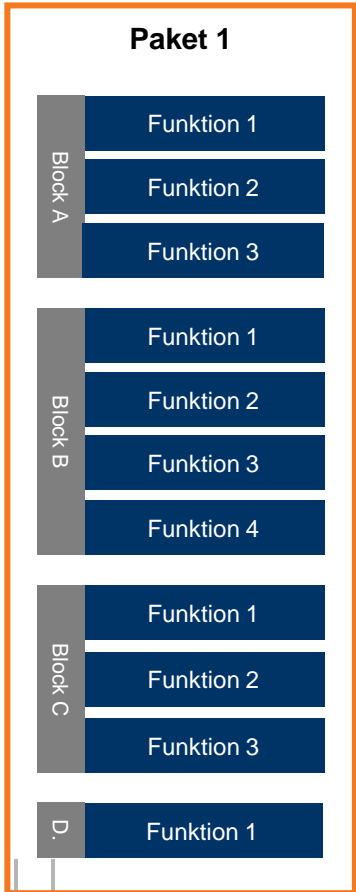 Paket 1
Block A
Funktion 1
Funktion 2
Funktion 3
Block B
Funktion 1
Funktion 2
Funktion 3
Funktion 4
Block C
Funktion 1
Funktion 2
Funktion 3
D.
Funktion 1